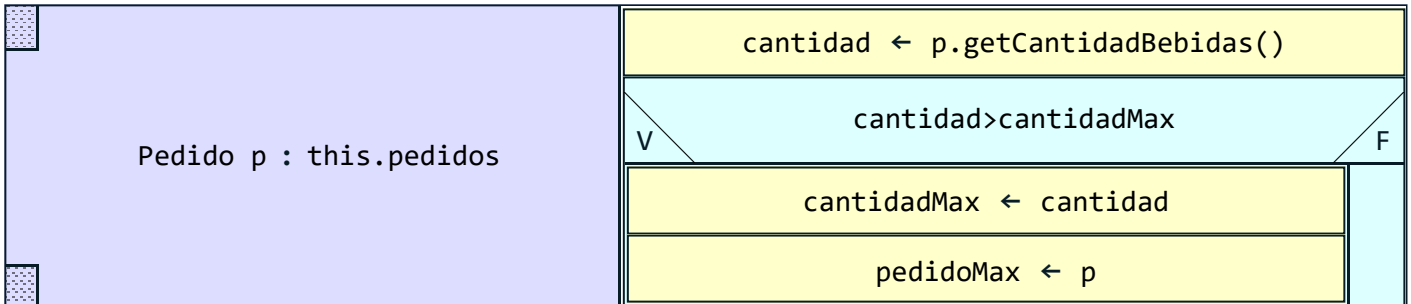 Pedido p : this.pedidos
cantidad ← p.getCantidadBebidas()
cantidad>cantidadMax
V
F
cantidadMax ← cantidad
pedidoMax ← p